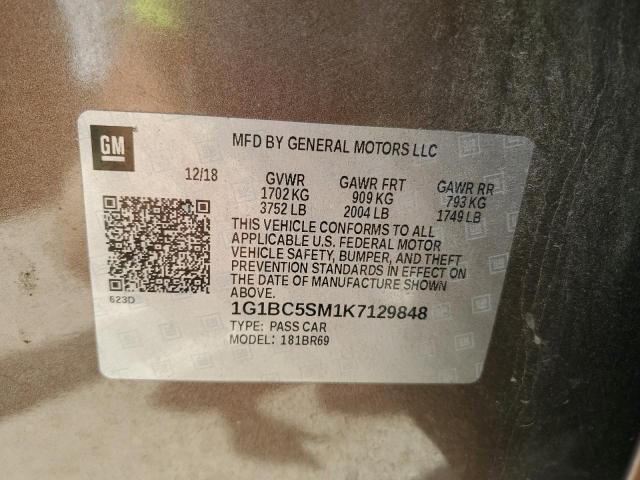 GM
MFD BY GENERAL MOTORS LLC
12/18 GVWR GAWR FRT GAWR RR
1702 KG 909 KG 793 KG
3752 LB 2004 LB 1749 LB
THIS VEHICLE CONFORMS TO ALL
APPLICABLE U.S. FEDERAL MOTOR
VEHICLE SAFETY, BUMPER, AND THEFT
PREVENTION STANDARDS IN EFFECT ON
THE DATE OF MANUFACTURE SHOWN
ABOVE.
623D
1G1BC5SM1K7129848
TYPE: PASS CAR
MODEL: 181BR69